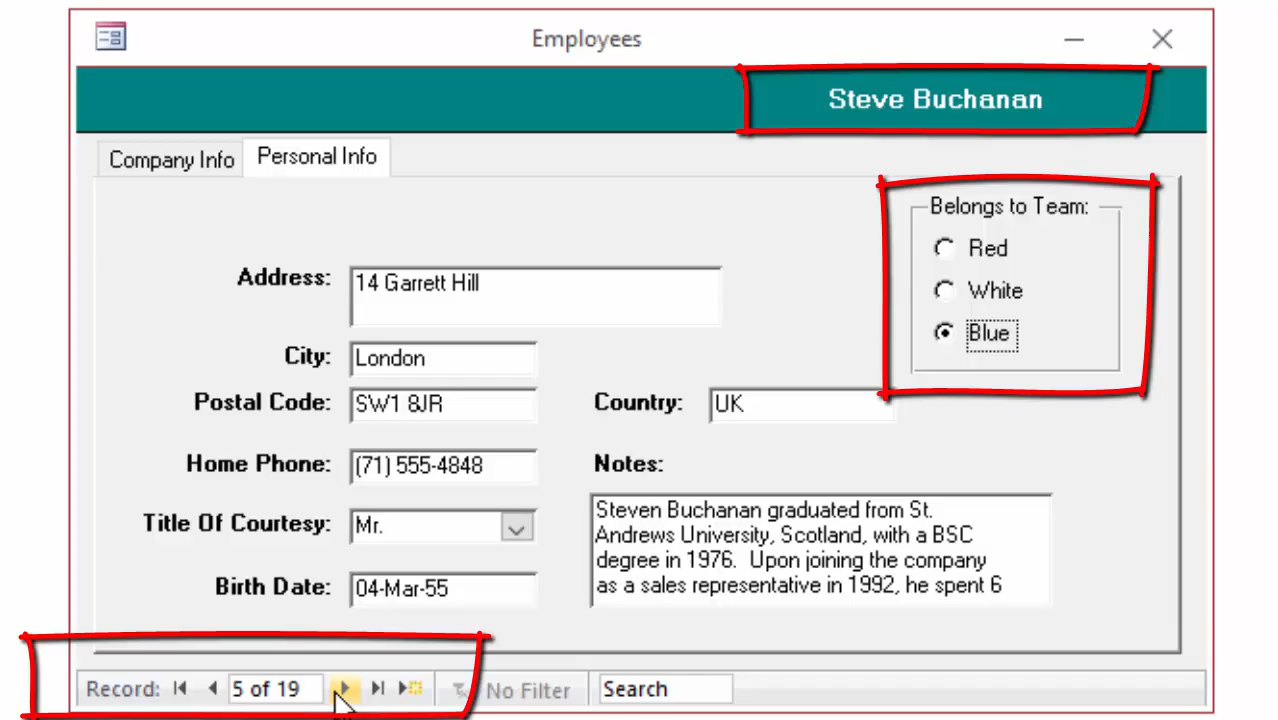 Employees
Steve Buchanan
Company Info
Personal Info
Belongs to Team:
Red
White
Blue
Address:
14 Garrett Hill
City:
London
Postal Code:
SW1 8JR
Country:
UK
Home Phone:
(71) 555-4848
Notes:
Steven Buchanan graduated from St.
Andrews University, Scotland, with a BSC
degree in 1976.  Upon joining the company
as a sales representative in 1992, he spent 6
Title Of Courtesy:
Mr.
Birth Date:
04-Mar-55
Record:
5 of 19
No Filter
Search